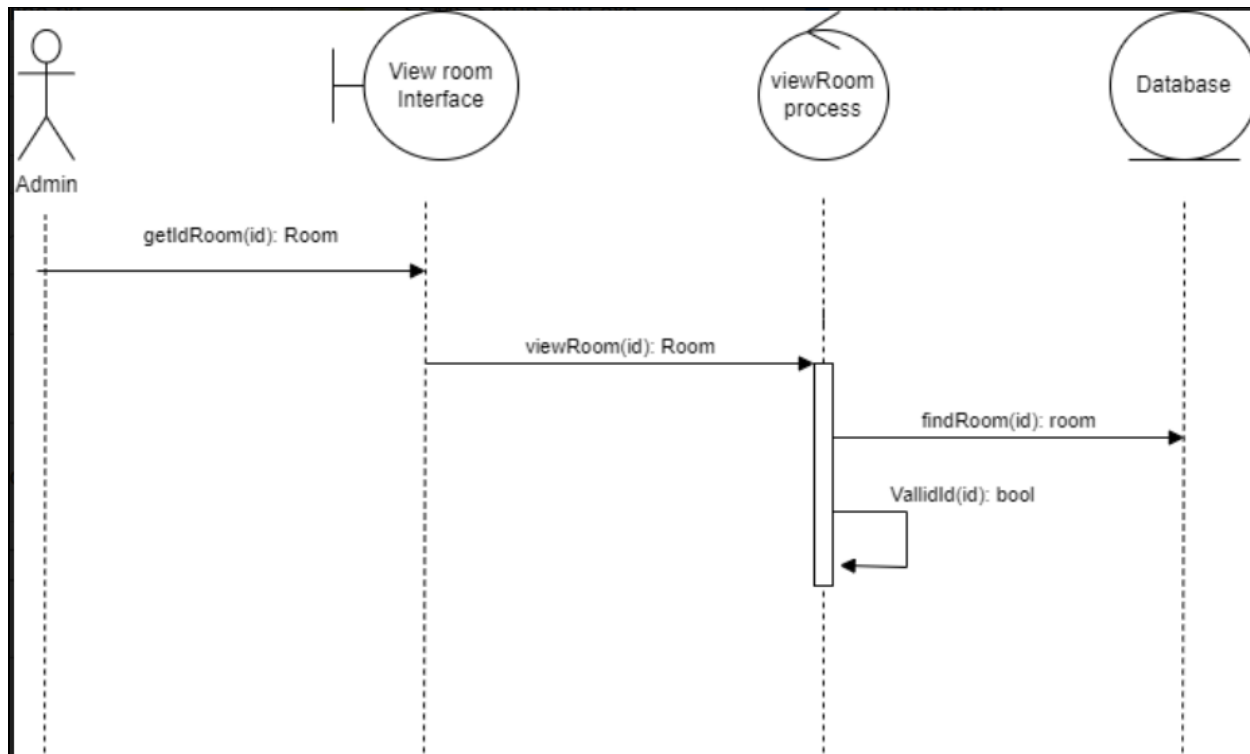 View room
Interface
viewRoom
process
Database
Admin
getIdRoom(id): Room
viewRoom(id): Room
findRoom(id): room
VallidId(id): bool